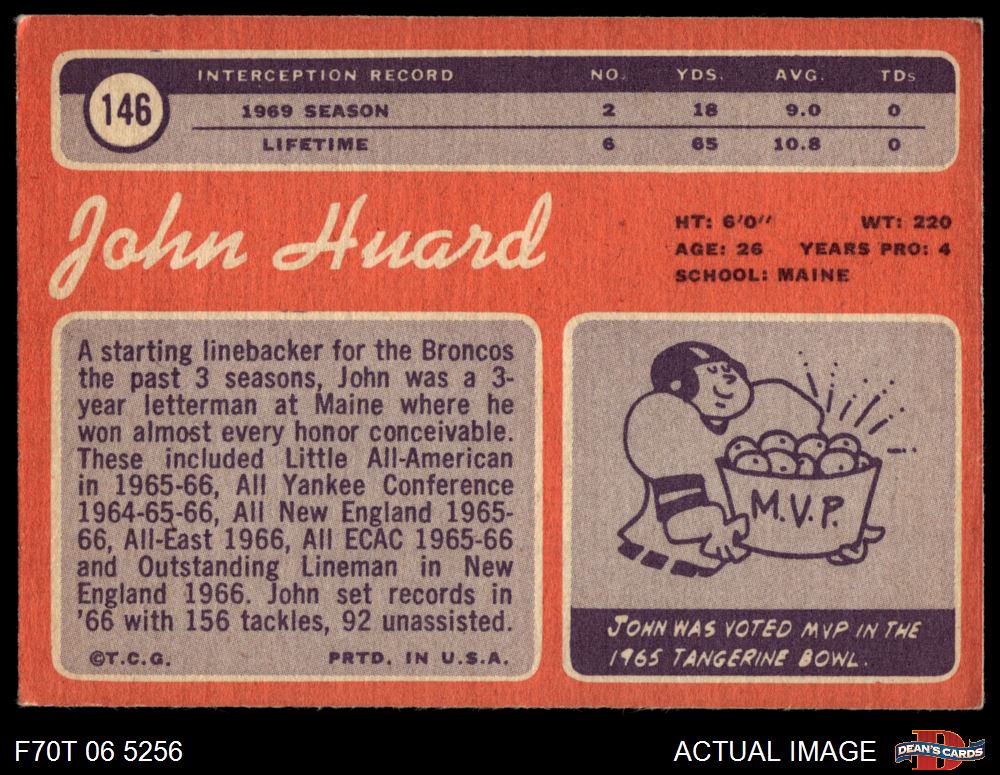 146
INTERCEPTION RECORD NO. YDS. AVG. TDs
1969 SEASON 2 18 9.0 0
LIFETIME 6 65 10.8 0
John Huard
HT: 6'0" WT: 220
AGE: 26 YEARS PRO: 4
SCHOOL: MAINE
A starting linebacker for the Broncos
the past 3 seasons, John was a 3-
year letterman at Maine where he
won almost every honor conceivable.
These included Little All-American
in 1965-66, All Yankee Conference
1964-65-66, All New England 1965-
66, All-East 1966, All ECAC 1965-66
and Outstanding Lineman in New
England 1966. John set records in
'66 with 156 tackles, 92 unassisted.
©T.C.G. PRTD. IN U.S.A.
M.V.P.
JOHN WAS VOTED MVP IN THE
1965 TANGERINE BOWL.
F70T 06 5256
ACTUAL IMAGE
DEAN'S CARDS